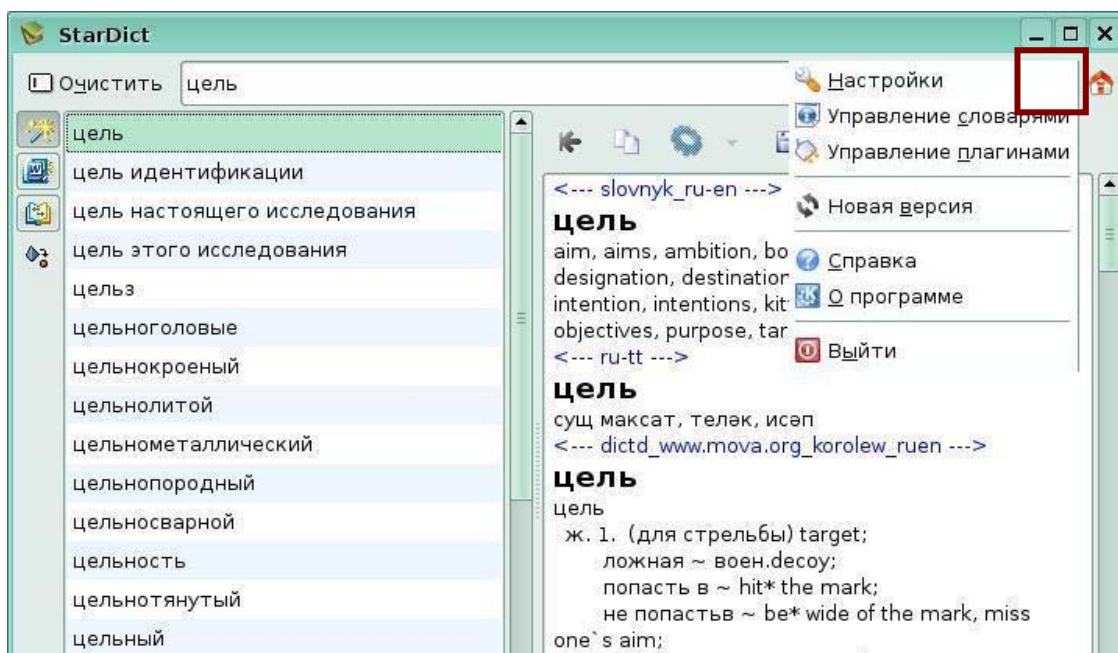 StarDict
Очистить
цель
цель
цель идентификации
цель настоящего исследования
цель этого исследования
цельз
цельноголовые
цельнокроеный
цельнолитой
цельнометаллический
цельнопородный
цельносварной
цельность
цельнотянутый
цельный
Настройки
Управление словарями
Управление плагинами
Новая версия
Справка
О программе
Выйти
<--- slovnyk_ru-en --->
цель
aim, aims, ambition, bo
designation, destination
intention, intentions, kit
objectives, purpose, tar
<--- ru-tt --->
цель
сущ максат, теләк, исәп
<--- dictd_www.mova.org_korolew_ruen --->
цель
цель
ж. 1. (для стрельбы) target;
ложная ~ воен.decoy;
попасть в ~ hit* the mark;
не попастьв ~ be* wide of the mark, miss
one`s aim;